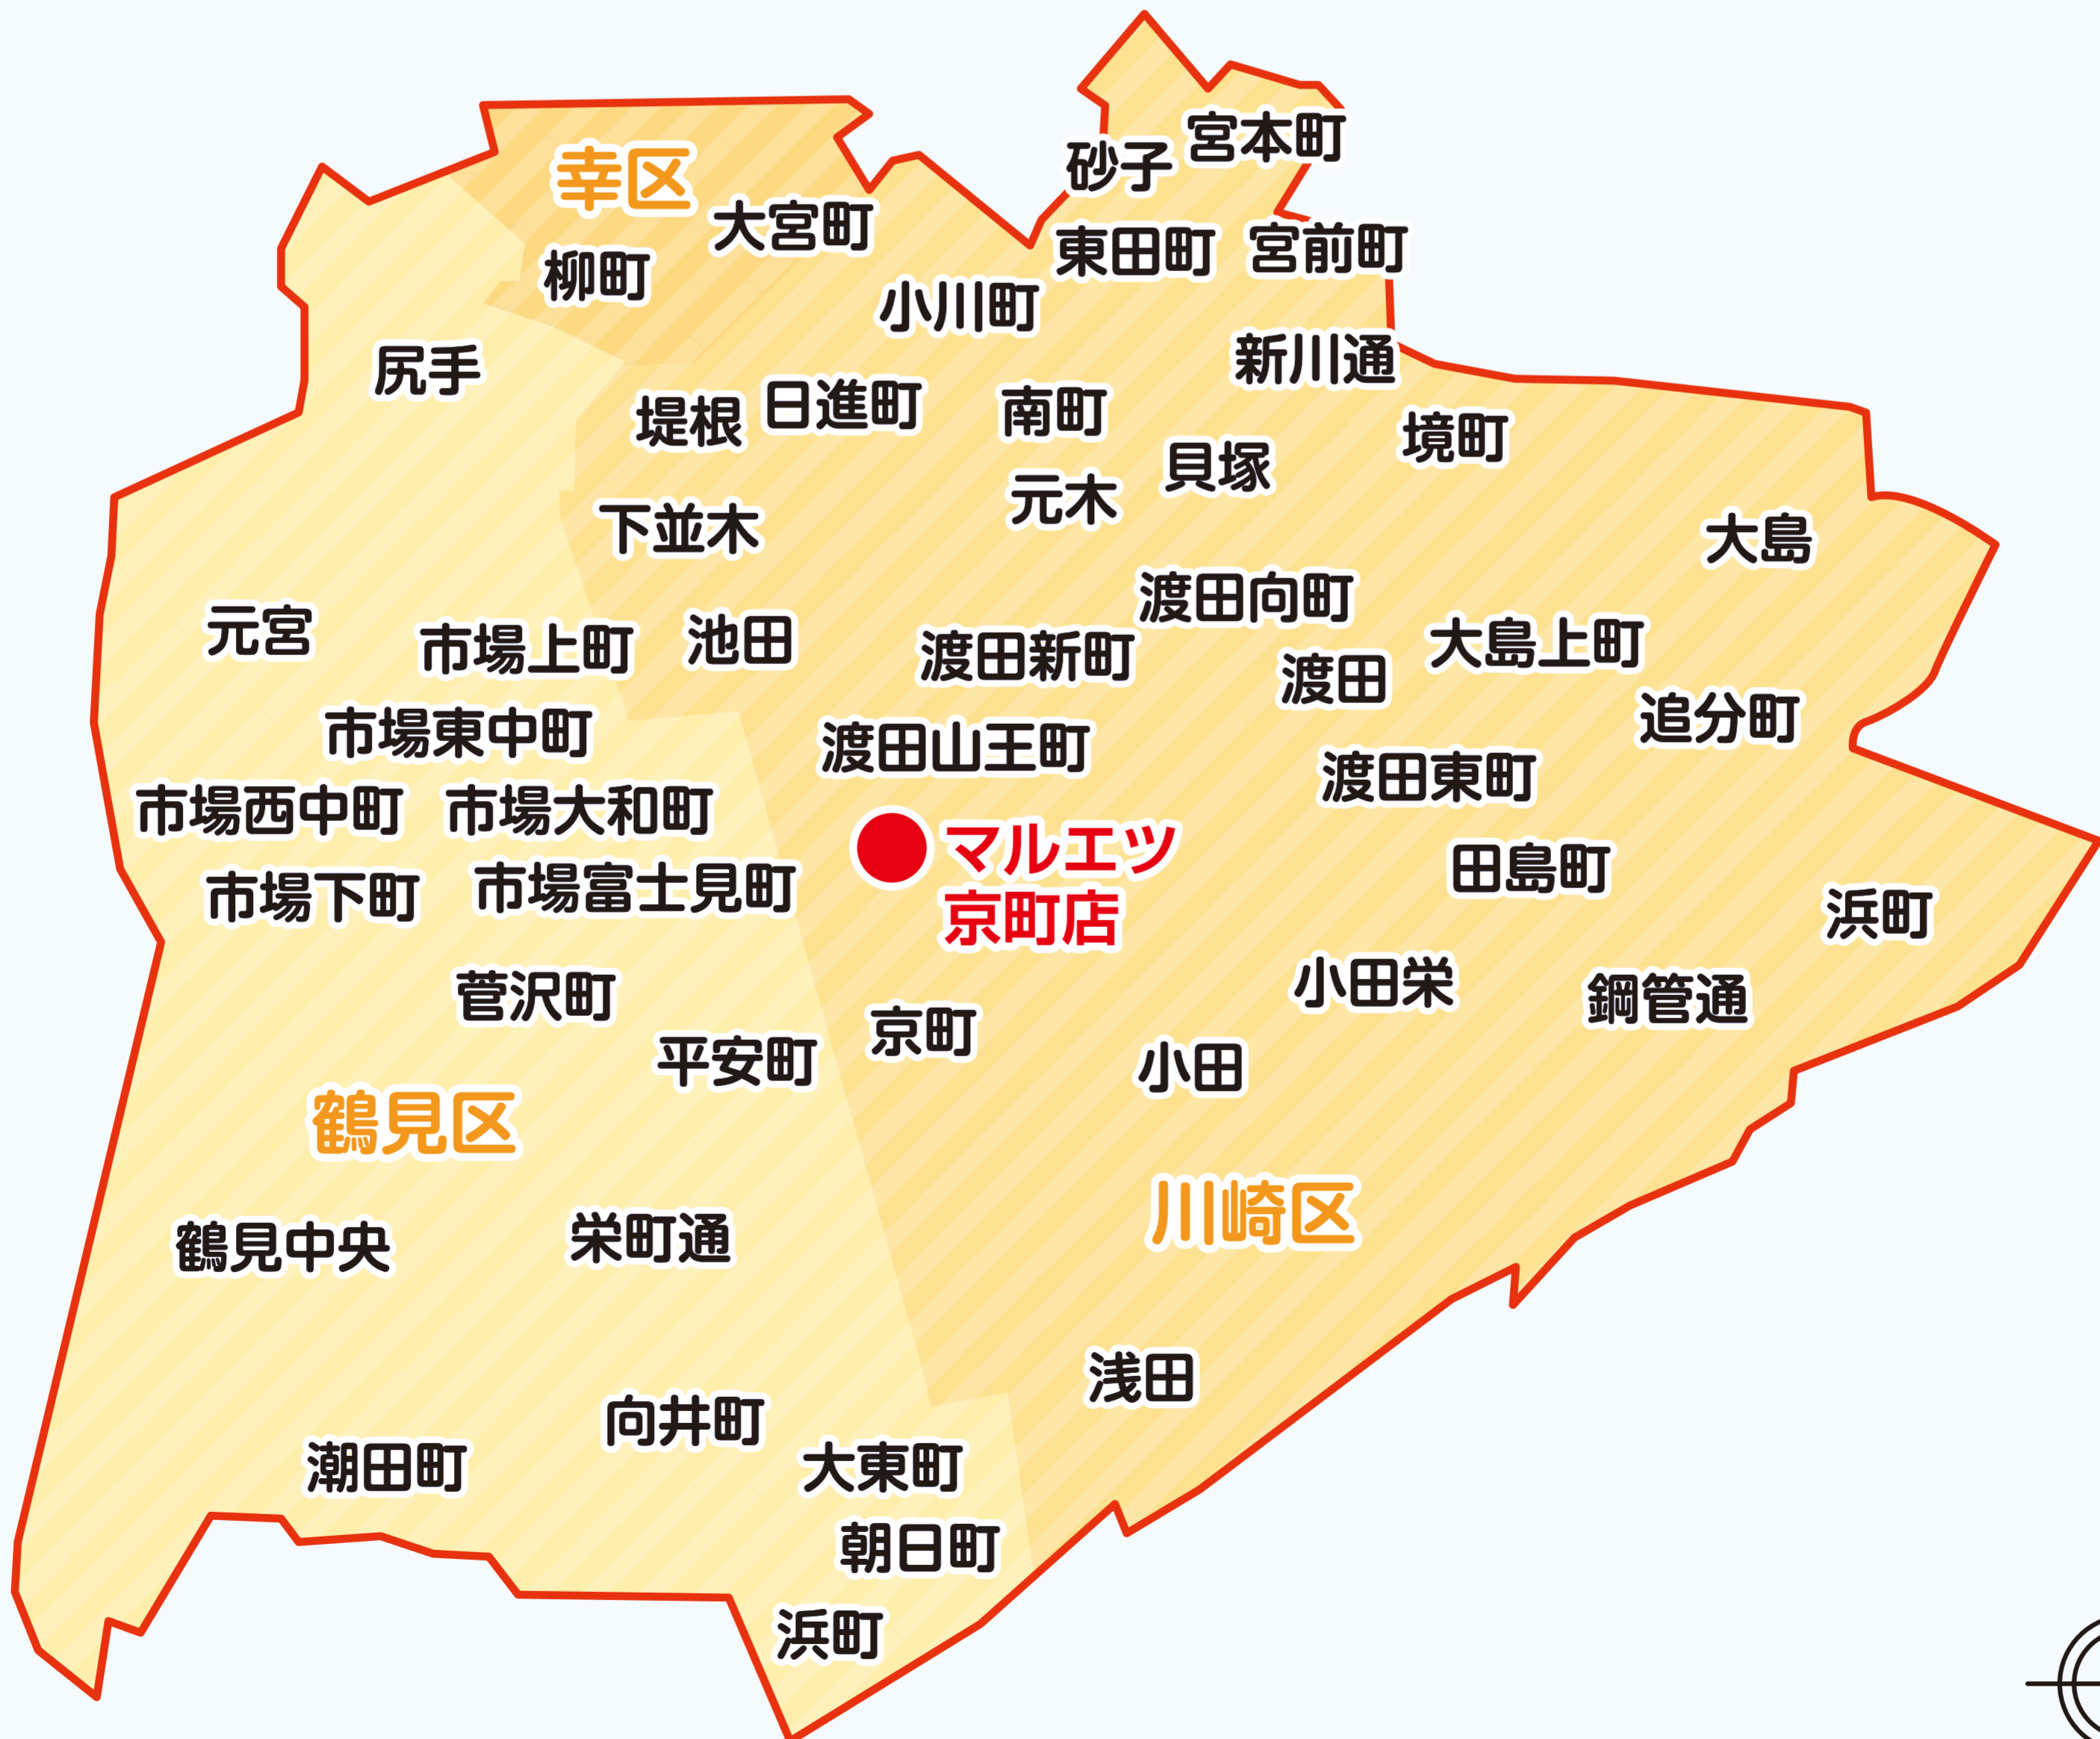 宮本町
砂子
幸区
大宮町
東田町
宮前町
柳町
小川町
新川通
尻手
堤根
日進町
南町
境町
貝塚
元木
下並木
大島
渡田向町
元宮
市場上町
池田
渡田新町
大島上町
渡田
追分町
市場東中町
渡田山王町
渡田東町
市場西中町
市場大和町
マルエツ
京町店
田島町
市場下町
市場富士見町
浜町
菅沢町
小田栄
鋼管通
京町
平安町
小田
鶴見区
川崎区
鶴見中央
栄町通
浅田
向井町
潮田町
大東町
朝日町
浜町